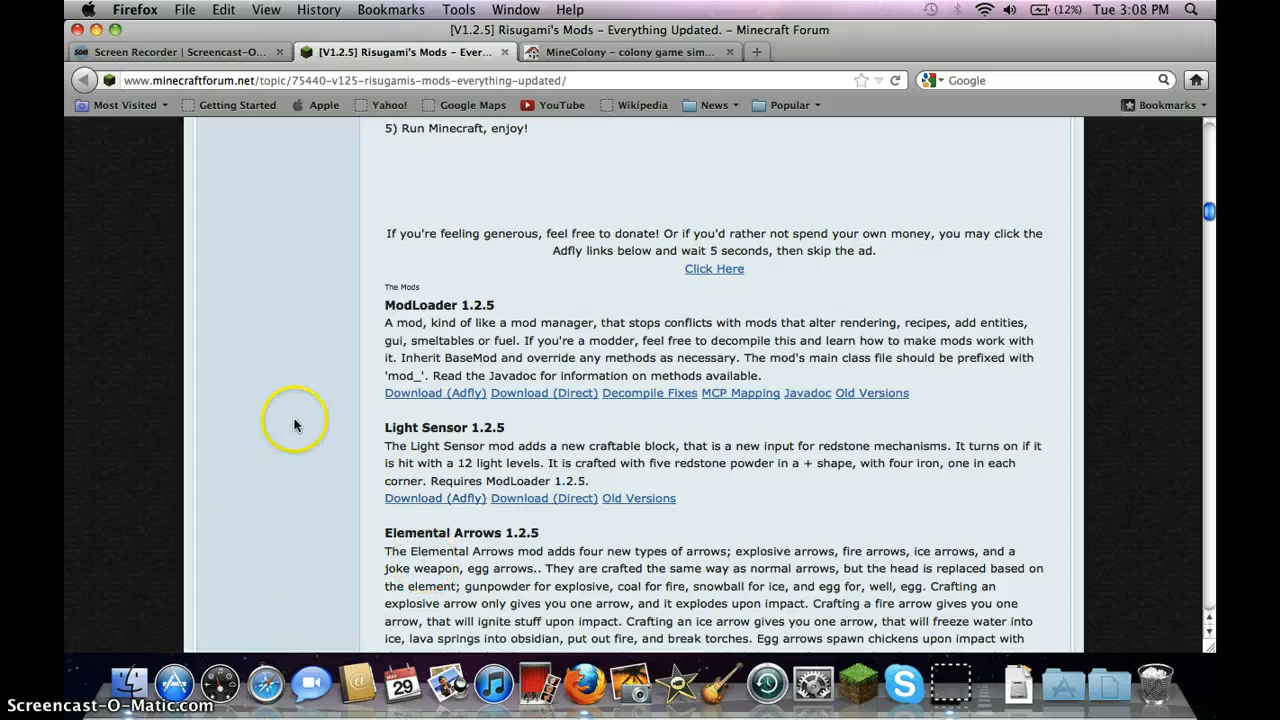 Firefox File Edit View History Bookmarks Tools Window Help (12%) Tue 3:08 PM
[V1.2.5] Risugami's Mods - Everything Updated. - Minecraft Forum
Screen Recorder | Screencast-O... [V1.2.5] Risugami's Mods - Ever... MineColony - colony game sim...
www.minecraftforum.net/topic/75440-v125-risugamis-mods-everything-updated/ Google
Most Visited Getting Started Apple Yahoo! Google Maps YouTube Wikipedia News Popular Bookmarks
5) Run Minecraft, enjoy!
If you're feeling generous, feel free to donate! Or if you'd rather not spend your own money, you may click the
Adfly links below and wait 5 seconds, then skip the ad.
Click Here
The Mods
ModLoader 1.2.5
A mod, kind of like a mod manager, that stops conflicts with mods that alter rendering, recipes, add entities,
gui, smeltables or fuel. If you're a modder, feel free to decompile this and learn how to make mods work with
it. Inherit BaseMod and override any methods as necessary. The mod's main class file should be prefixed with
'mod_'. Read the Javadoc for information on methods available.
Download (Adfly) Download (Direct) Decompile Fixes MCP Mapping Javadoc Old Versions
Light Sensor 1.2.5
The Light Sensor mod adds a new craftable block, that is a new input for redstone mechanisms. It turns on if it
is hit with a 12 light levels. It is crafted with five redstone powder in a + shape, with four iron, one in each
corner. Requires ModLoader 1.2.5.
Download (Adfly) Download (Direct) Old Versions
Elemental Arrows 1.2.5
The Elemental Arrows mod adds four new types of arrows; explosive arrows, fire arrows, ice arrows, and a
joke weapon, egg arrows.. They are crafted the same way as normal arrows, but the head is replaced based on
the element; gunpowder for explosive, coal for fire, snowball for ice, and egg for, well, egg. Crafting an
explosive arrow only gives you one arrow, and it explodes upon impact. Crafting a fire arrow gives you one
arrow, that will ignite stuff upon impact. Crafting an ice arrow gives you one arrow, that will freeze water into
ice, lava springs into obsidian, put out fire, and break torches. Egg arrows spawn chickens upon impact with
29
Screencast-O-Matic.com